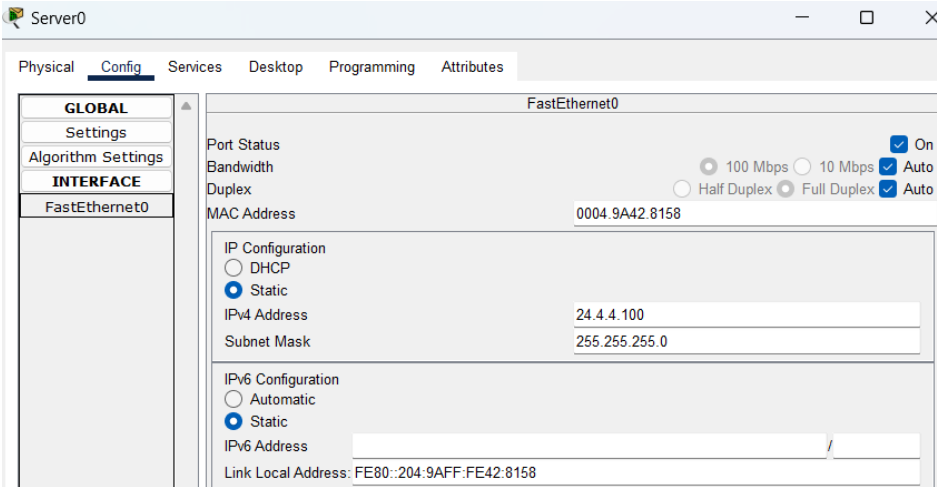 Server0
Physical Config Services Desktop Programming Attributes
GLOBAL
Settings
Algorithm Settings
INTERFACE
FastEthernet0
FastEthernet0
Port Status On
Bandwidth 100 Mbps 10 Mbps Auto
Duplex Half Duplex Full Duplex Auto
MAC Address 0004.9A42.8158
IP Configuration
DHCP
Static
IPv4 Address 24.4.4.100
Subnet Mask 255.255.255.0
IPv6 Configuration
Automatic
Static
IPv6 Address /
Link Local Address: FE80::204:9AFF:FE42:8158